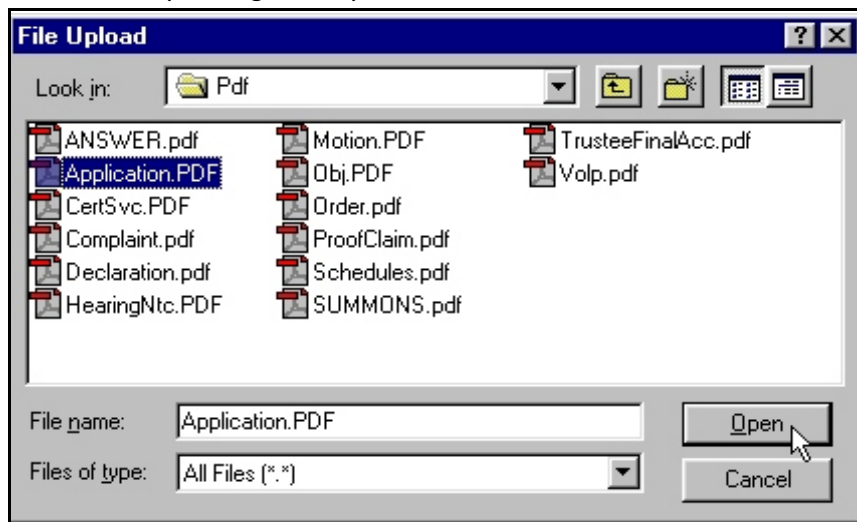 File Upload
Look in:
Pdf
ANSWER.pdf
Application.PDF
CertSvc.PDF
Complaint.pdf
Declaration.pdf
HearingNtc.PDF
Motion.PDF
Obj.PDF
Order.pdf
ProofClaim.pdf
Schedules.pdf
SUMMONS.pdf
TrusteeFinalAcc.pdf
Volp.pdf
File name:
Application.PDF
Open
Files of type:
All Files (*.*)
Cancel